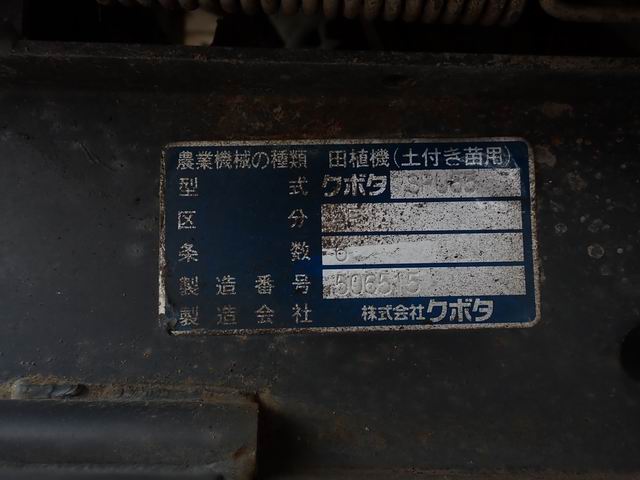 農業機械の種類 田植機(土付き苗用)
型式 クボタ
区分
条数 6
製造番号 506515
製造会社 株式会社クボタ